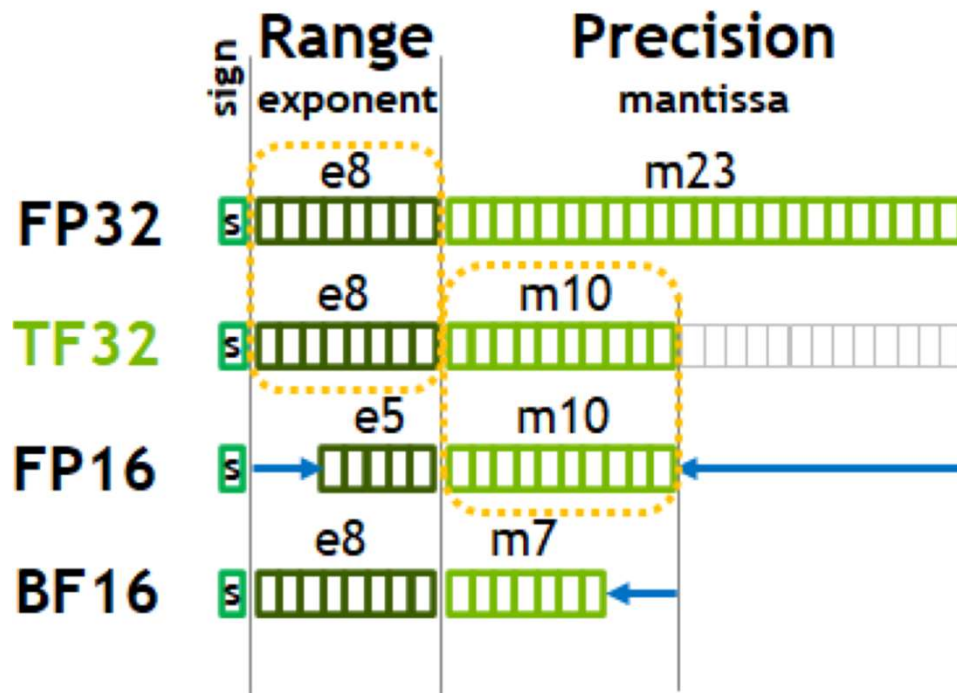 Range Precision
sign exponent mantissa
e8 m23
FP32 s
e8 m10
TF32 s
e5 m10
FP16 s
e8 m7
BF16 s